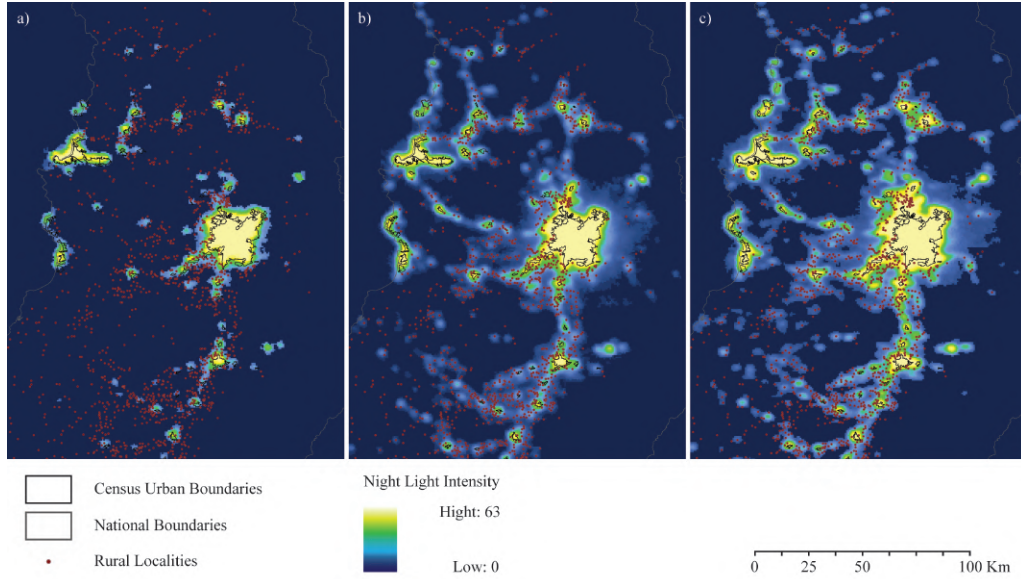 a)
b)
c)
Census Urban Boundaries
National Boundaries
Rural Localities
Night Light Intensity
Hight: 63
Low: 0
0 25 50 100 Km